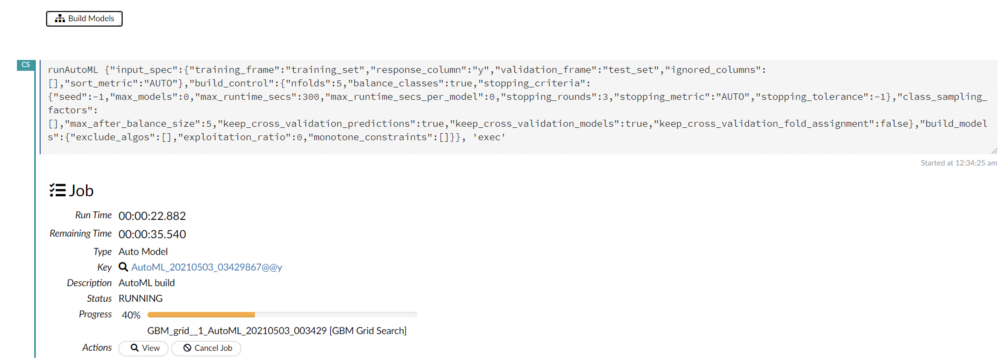 Build Models
CS
runAutoML {"input_spec":{"training_frame":"training_set","response_column":"y","validation_frame":"test_set","ignored_columns":
[],"sort_metric":"AUTO"},"build_control":{"nfolds":5,"balance_classes":true,"stopping_criteria":
{"seed":-1,"max_models":0,"max_runtime_secs":300,"max_runtime_secs_per_model":0,"stopping_rounds":3,"stopping_metric":"AUTO","stopping_tolerance":-1},"class_sampling_
factors":
[],"max_after_balance_size":5,"keep_cross_validation_predictions":true,"keep_cross_validation_models":true,"keep_cross_validation_fold_assignment":false},"build_model
s":{"exclude_algos":[],"exploitation_ratio":0,"monotone_constraints":[]}}, 'exec'
Started at 12:34:25 am
Job
Run Time 00:00:22.882
Remaining Time 00:00:35.540
Type Auto Model
Key AutoML_20210503_03429867@@y
Description AutoML build
Status RUNNING
Progress 40%
GBM_grid__1_AutoML_20210503_003429 [GBM Grid Search]
Actions View Cancel Job